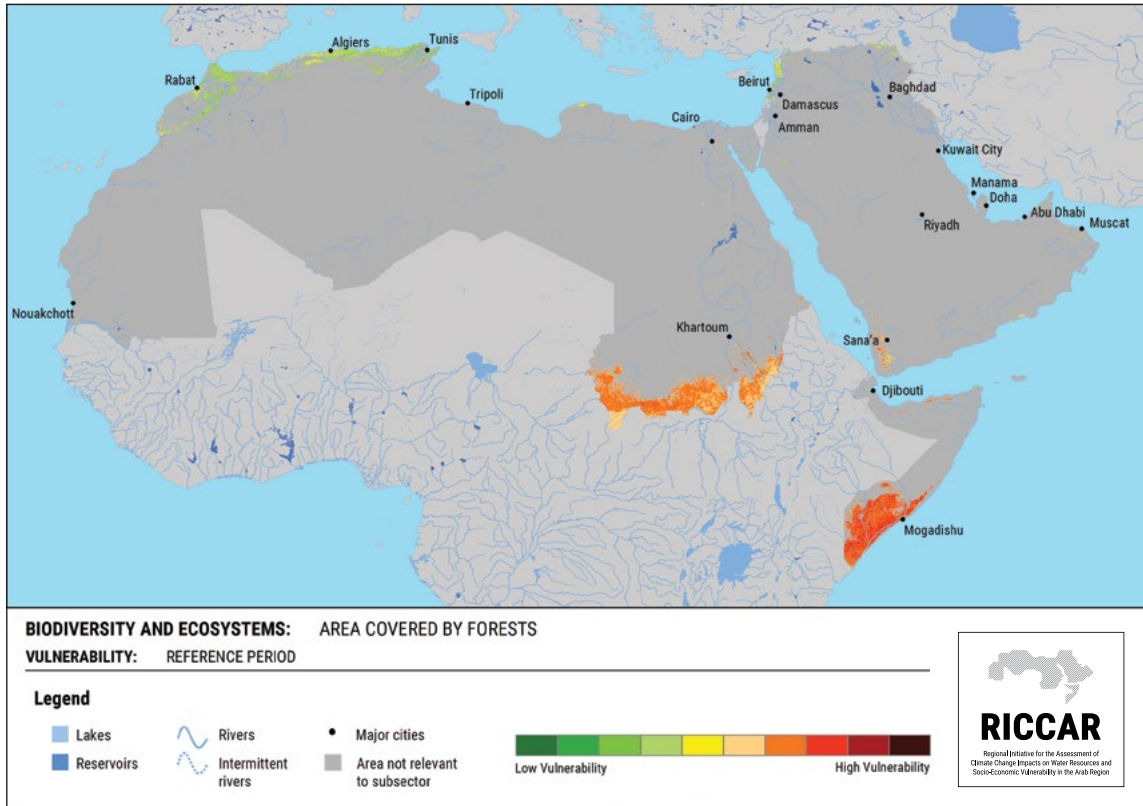 Algiers
Tunis
Rabat
Tripoli
Beirut
Damascus
Baghdad
Cairo
Amman
Kuwait City
Manama
Doha
Abu Dhabi
Muscat
Riyadh
Nouakchott
Khartoum
Sana'a
Djibouti
Mogadishu
BIODIVERSITY AND ECOSYSTEMS: AREA COVERED BY FORESTS
VULNERABILITY: REFERENCE PERIOD
Legend
Lakes
Reservoirs
Rivers
Intermittent
rivers
Major cities
Area not relevant
to subsector
Low Vulnerability
High Vulnerability
RICCAR
Regional Initiative for the Assessment of
Climate Change Impacts on Water Resources and
Socio-Economic Vulnerability in the Arab Region